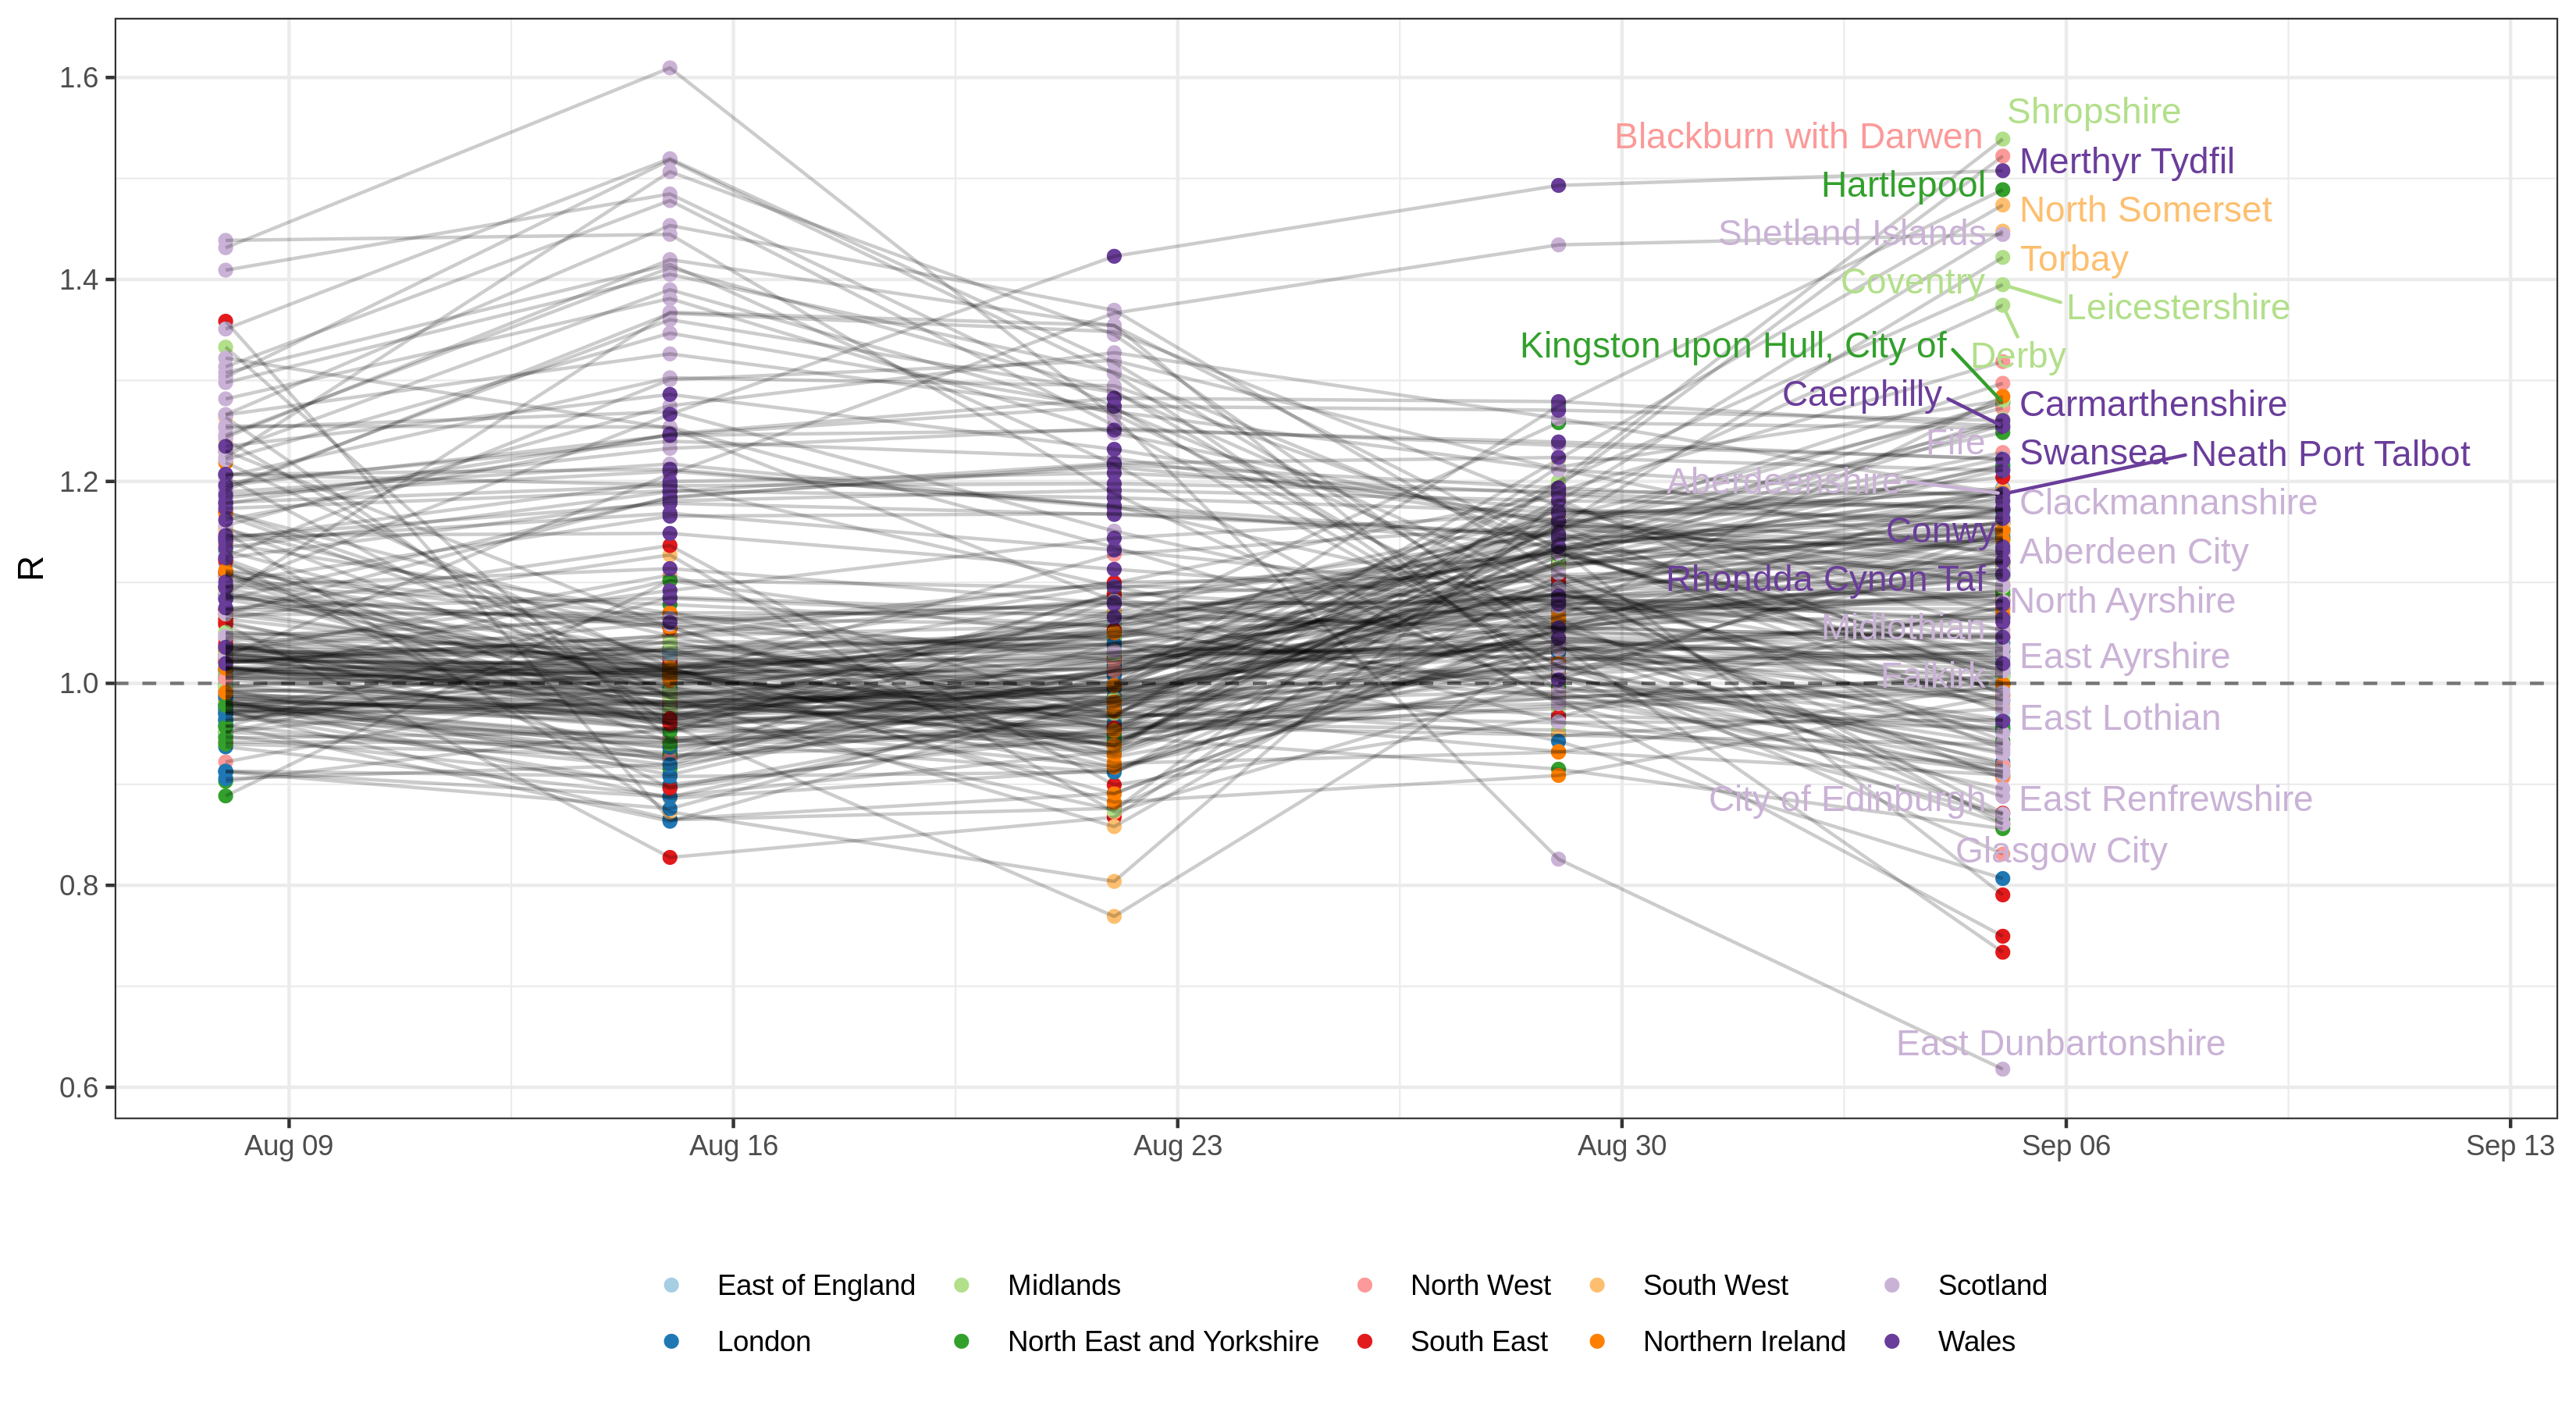 1.6
1.4
1.2
1.0
0.8
0.6
R
Shropshire
Blackburn with Darwen
Merthyr Tydfil
Hartlepool
North Somerset
Shetland Islands
Torbay
Coventry
Leicestershire
Kingston upon Hull, City of
Derby
Caerphilly
Carmarthenshire
Fife
Swansea
Neath Port Talbot
Aberdeenshire
Clackmannanshire
Conwy
Aberdeen City
Rhondda Cynon Taf
North Ayrshire
Midlothian
East Ayrshire
Falkirk
East Lothian
City of Edinburgh
East Renfrewshire
Glasgow City
East Dunbartonshire
Aug 09
Aug 16
Aug 23
Aug 30
Sep 06
Sep 13
East of England
Midlands
North West
South West
Scotland
London
North East and Yorkshire
South East
Northern Ireland
Wales